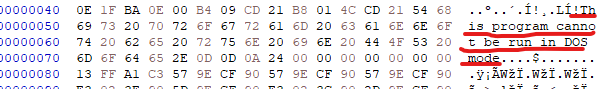 00000040 0E 1F BA 0E 00 B4 09 CD 21 B8 01 4C CD 21 54 68 ..º..´.Í!¸.LÍ!Th
00000050 69 73 20 70 72 6F 67 72 61 6D 20 63 61 6E 6E 6F is program canno
00000060 74 20 62 65 20 72 75 6E 20 69 6E 20 44 4F 53 20 t be run in DOS
00000070 6D 6F 64 65 2E 0D 0D 0A 24 00 00 00 00 00 00 00 mode....$.......
00000080 13 FF A1 C3 57 9E CF 90 57 9E CF 90 57 9E CF 90 .ÿ¡ÃWžÏ.WžÏ.WžÏ.